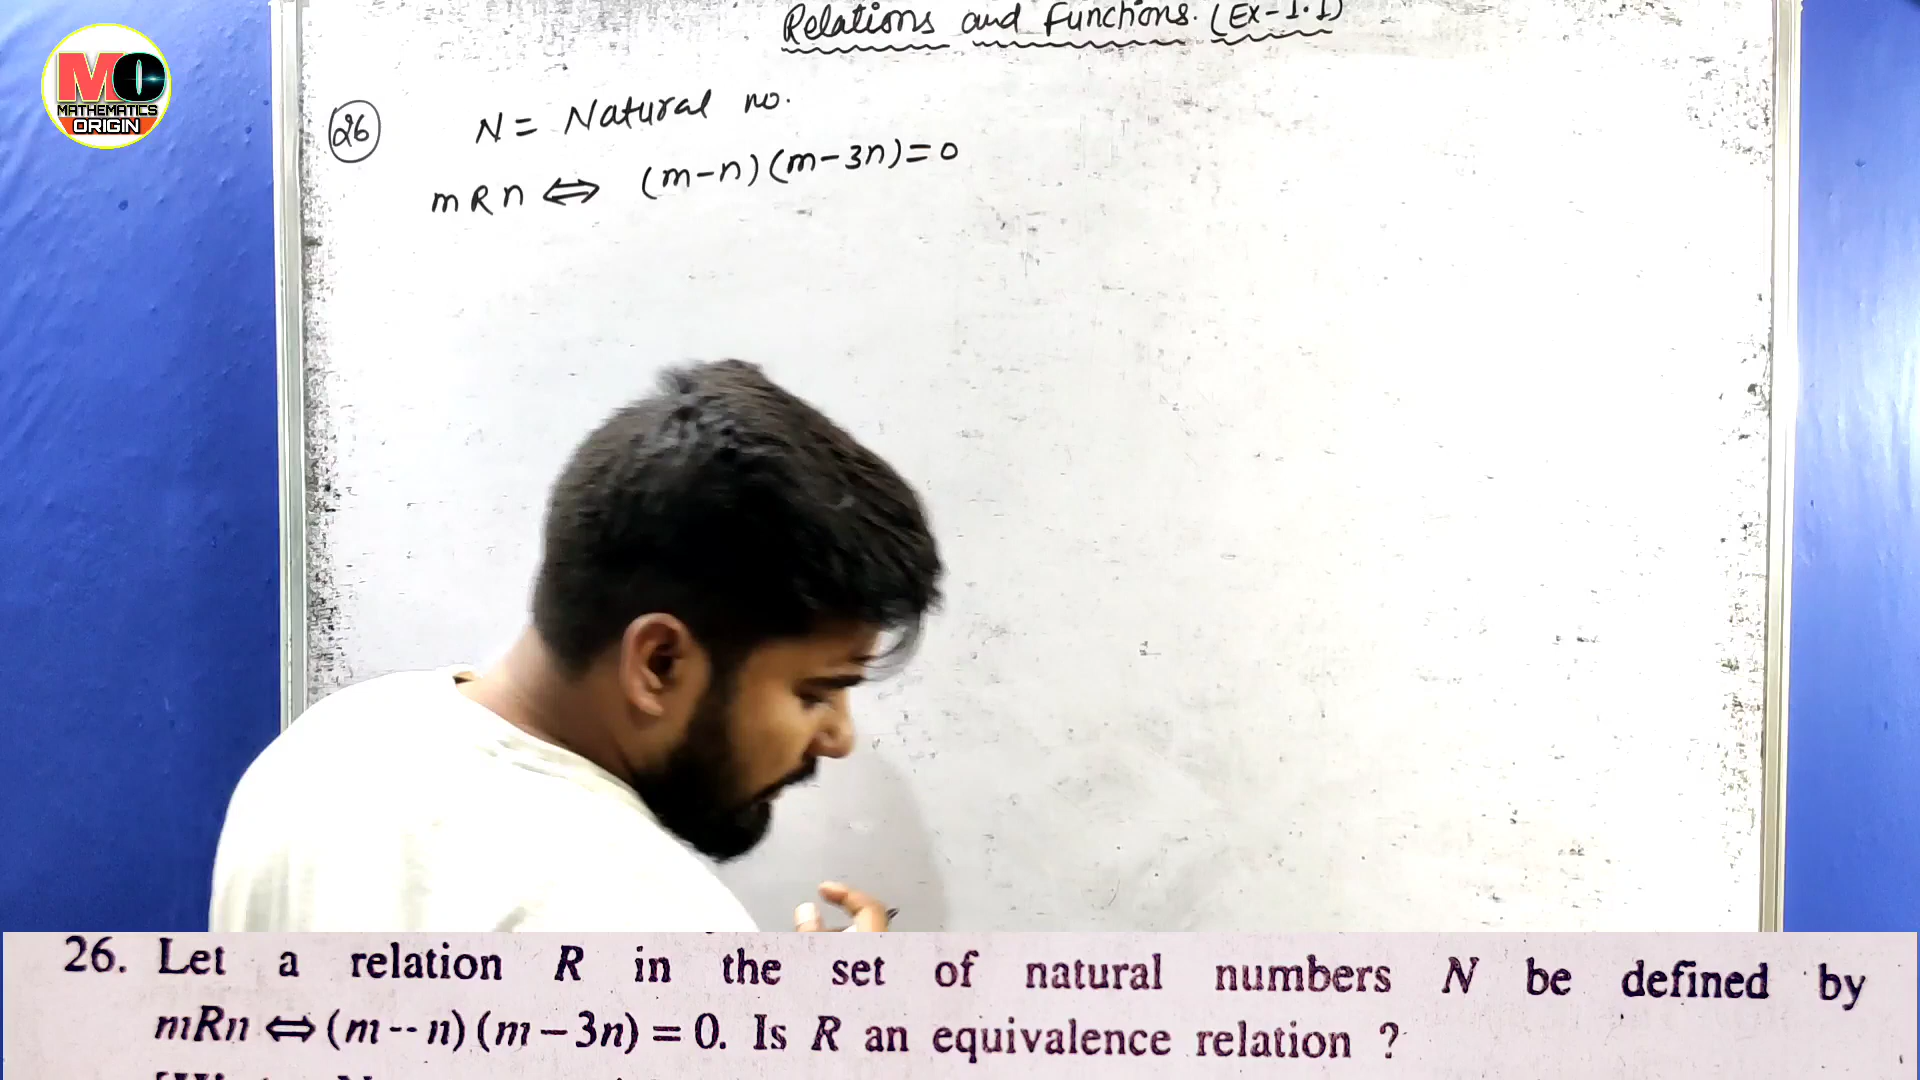 Relations and Functions. (Ex-1.1)
MO
MATHEMATICS
ORIGIN
26
N = Natural no.
m R n ⇔ (m-n) (m-3n)=0
26. Let a relation R in the set of natural numbers N be defined by
mRn ⇔ (m -- n) (m – 3n) = 0. Is R an equivalence relation ?